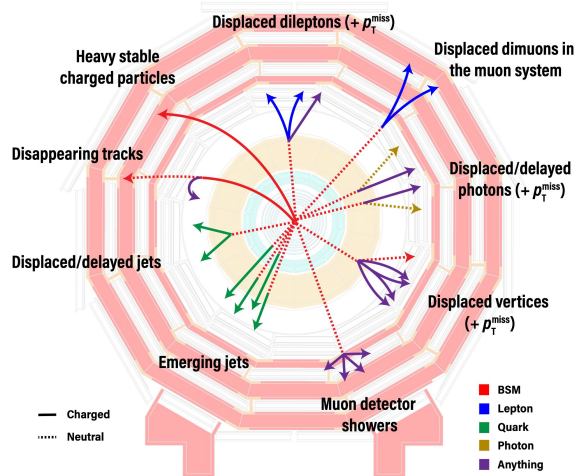 Displaced dileptons (+ p_T^miss)
Heavy stable
charged particles
Displaced dimuons in
the muon system
Disappearing tracks
Displaced/delayed
photons (+ p_T^miss)
Displaced/delayed jets
Displaced vertices
(+ p_T^miss)
Emerging jets
Muon detector
showers
Charged
Neutral
BSM
Lepton
Quark
Photon
Anything